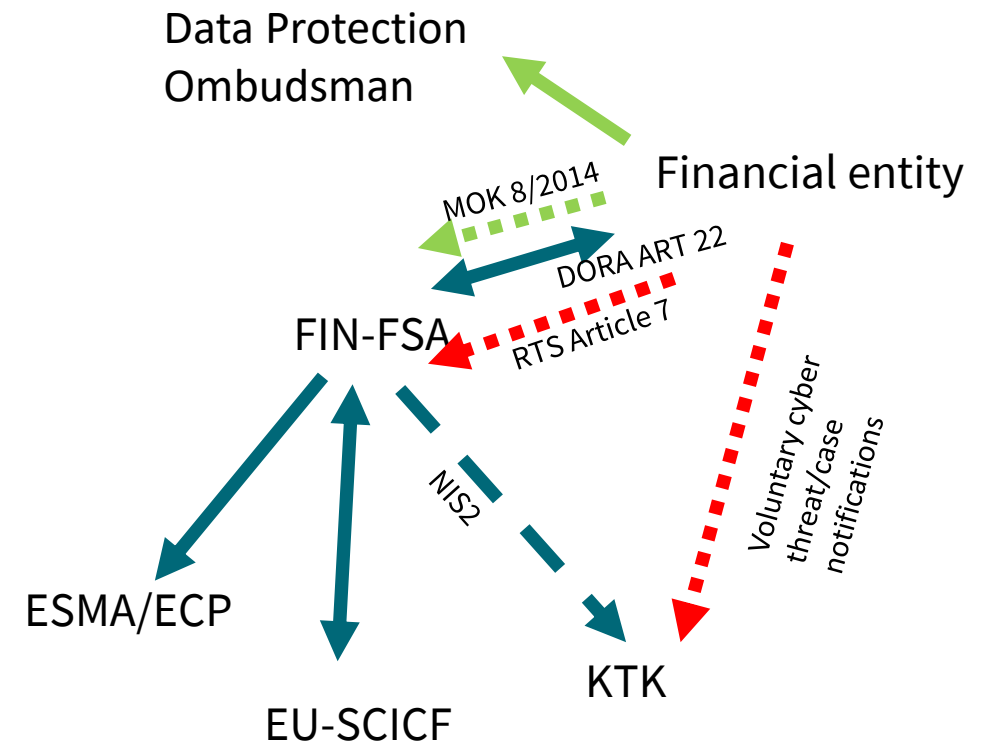 Data Protection
Ombudsman
Financial entity
MOK 8/2014
DORA ART 22
RTS Article 7
FIN-FSA
Voluntary cyber
threat/case
notifications
NIS2
ESMA/ECP
KTK
EU-SCICF